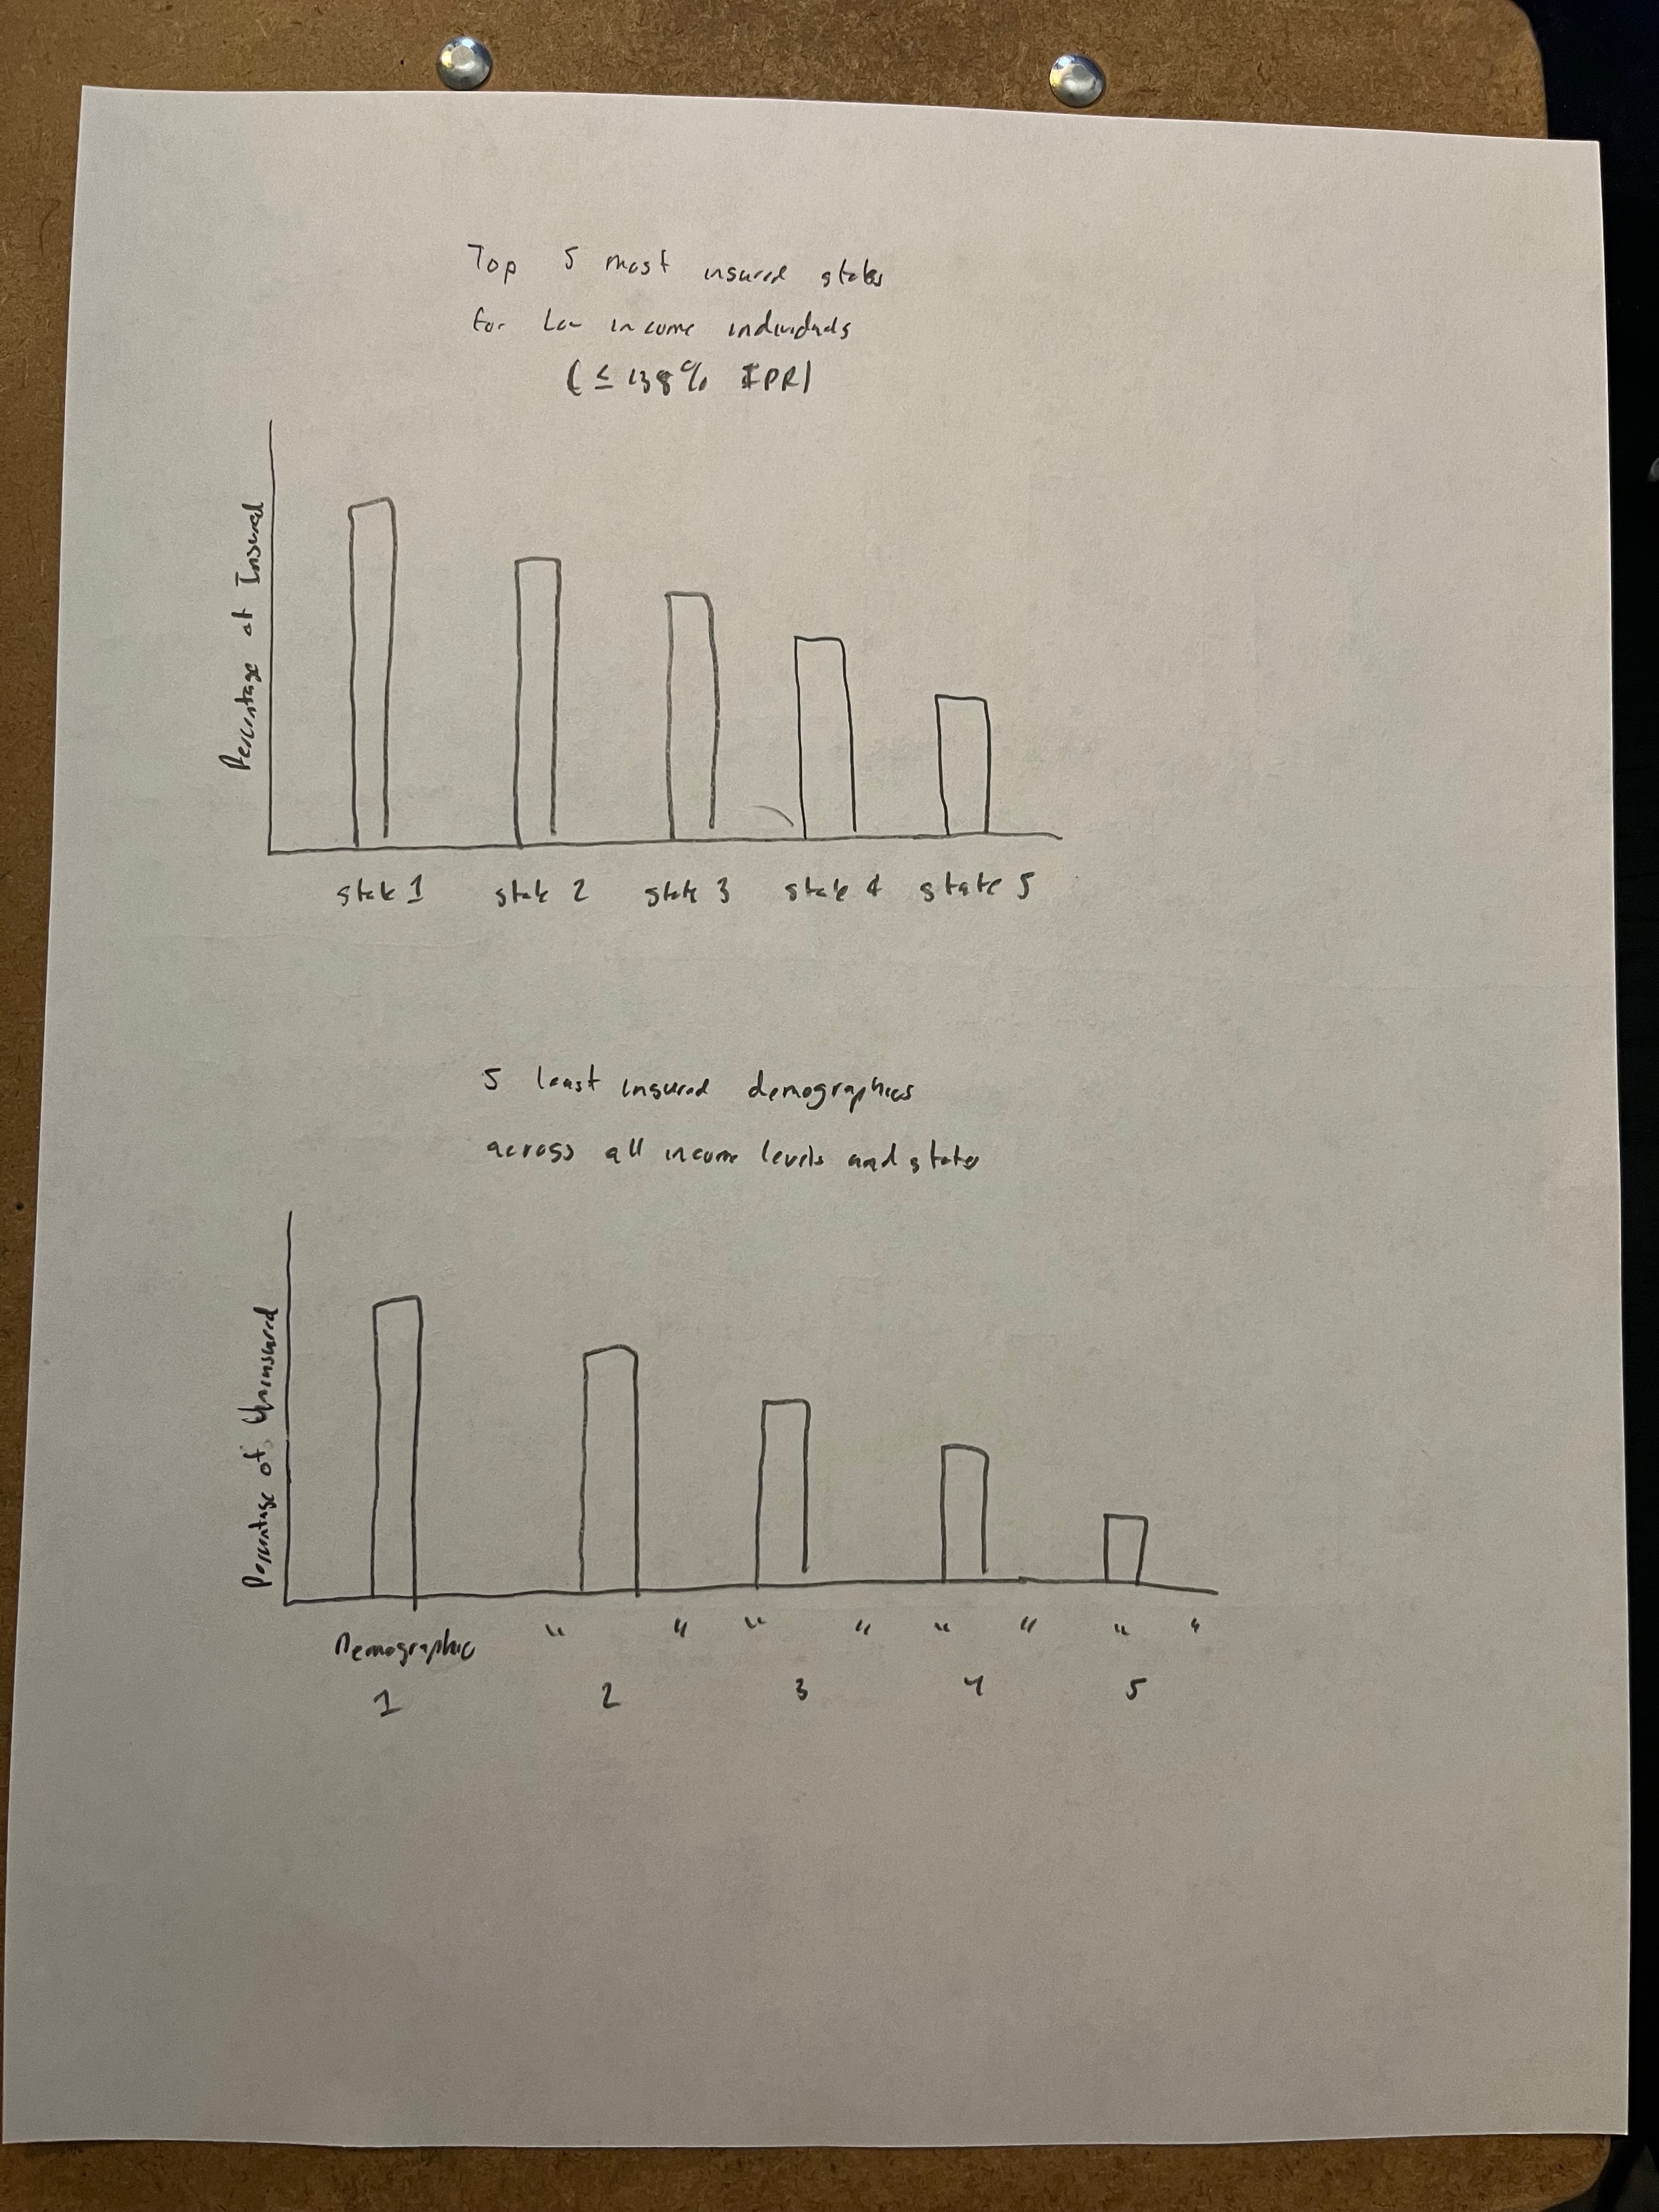 Top 5 most insured states
for low income individuals
(≤ 138% IPR)
Percentage of Insured
state 1 state 2 state 3 state 4 state 5
5 least insured demographics
across all income levels and states
Percentage of Uninsured
Demographic " " " " " " " "
1 2 3 4 5